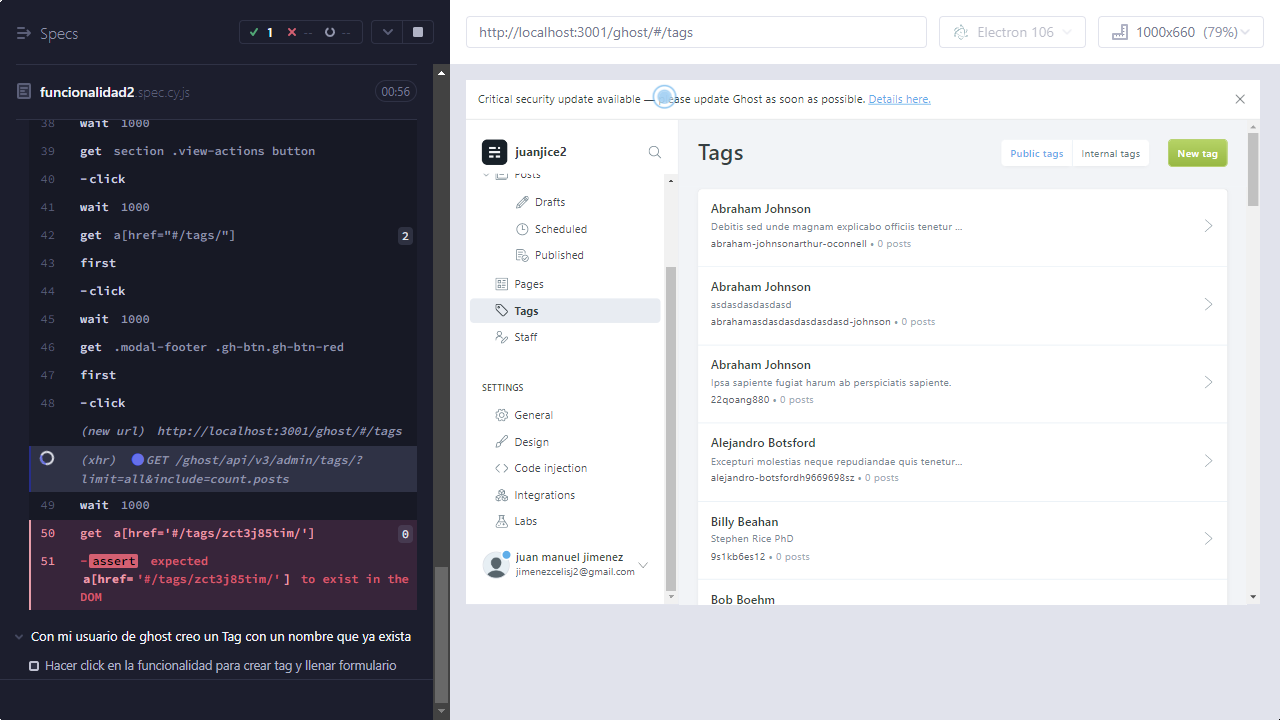 Specs
1
--
--
http://localhost:3001/ghost/#/tags
Electron 106
1000x660 (79%)
funcionalidad2.spec.cy.js
00:56
38 wait 1000
39 get section .view-actions button
40 -click
41 wait 1000
42 get a[href="#/tags/"] 2
43 first
44 -click
45 wait 1000
46 get .modal-footer .gh-btn.gh-btn-red
47 first
48 -click
(new url) http://localhost:3001/ghost/#/tags
(xhr) GET /ghost/api/v3/admin/tags/?
limit=all&include=count.posts
49 wait 1000
50 get a[href='#/tags/zct3j85tim/'] 0
51 -assert expected
a[href='#/tags/zct3j85tim/'] to exist in the
DOM
Con mi usuario de ghost creo un Tag con un nombre que ya exista
Hacer click en la funcionalidad para crear tag y llenar formulario
Critical security update available — please update Ghost as soon as possible. Details here.
juanjice2
Posts
Drafts
Scheduled
Published
Pages
Tags
Staff
SETTINGS
General
Design
Code injection
Integrations
Labs
juan manuel jimenez
jimenezcelisj2@gmail.com
Tags
Public tags
Internal tags
New tag
Abraham Johnson
Debitis sed unde magnam explicabo officiis tenetur ...
abraham-johnsonarthur-oconnell • 0 posts
Abraham Johnson
asdasdasdasdasd
abrahamasdasdasdasdasdasd-johnson • 0 posts
Abraham Johnson
Ipsa sapiente fugiat harum ab perspiciatis sapiente.
22qoang880 • 0 posts
Alejandro Botsford
Excepturi molestias neque repudiandae quis tenetur...
alejandro-botsfordh9669698sz • 0 posts
Billy Beahan
Stephen Rice PhD
9s1kb6es12 • 0 posts
Bob Boehm